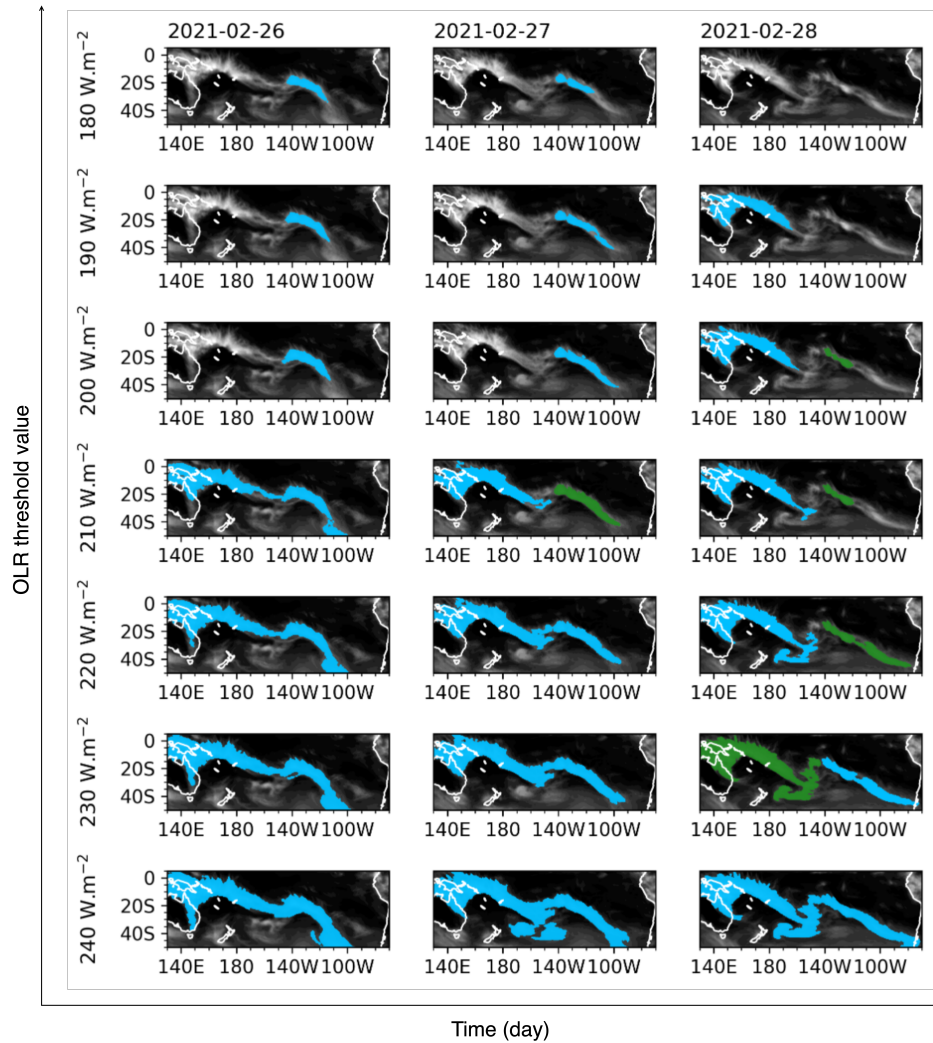 2021-02-26 2021-02-27 2021-02-28
180 W.m⁻²
0
20S
40S
140E 180 140W 100W 140E 180 140W 100W 140E 180 140W 100W
190 W.m⁻²
0
20S
40S
140E 180 140W 100W 140E 180 140W 100W 140E 180 140W 100W
200 W.m⁻²
0
20S
40S
140E 180 140W 100W 140E 180 140W 100W 140E 180 140W 100W
210 W.m⁻²
0
20S
40S
140E 180 140W 100W 140E 180 140W 100W 140E 180 140W 100W
220 W.m⁻²
0
20S
40S
140E 180 140W 100W 140E 180 140W 100W 140E 180 140W 100W
230 W.m⁻²
0
20S
40S
140E 180 140W 100W 140E 180 140W 100W 140E 180 140W 100W
240 W.m⁻²
0
20S
40S
140E 180 140W 100W 140E 180 140W 100W 140E 180 140W 100W
OLR threshold value
Time (day)